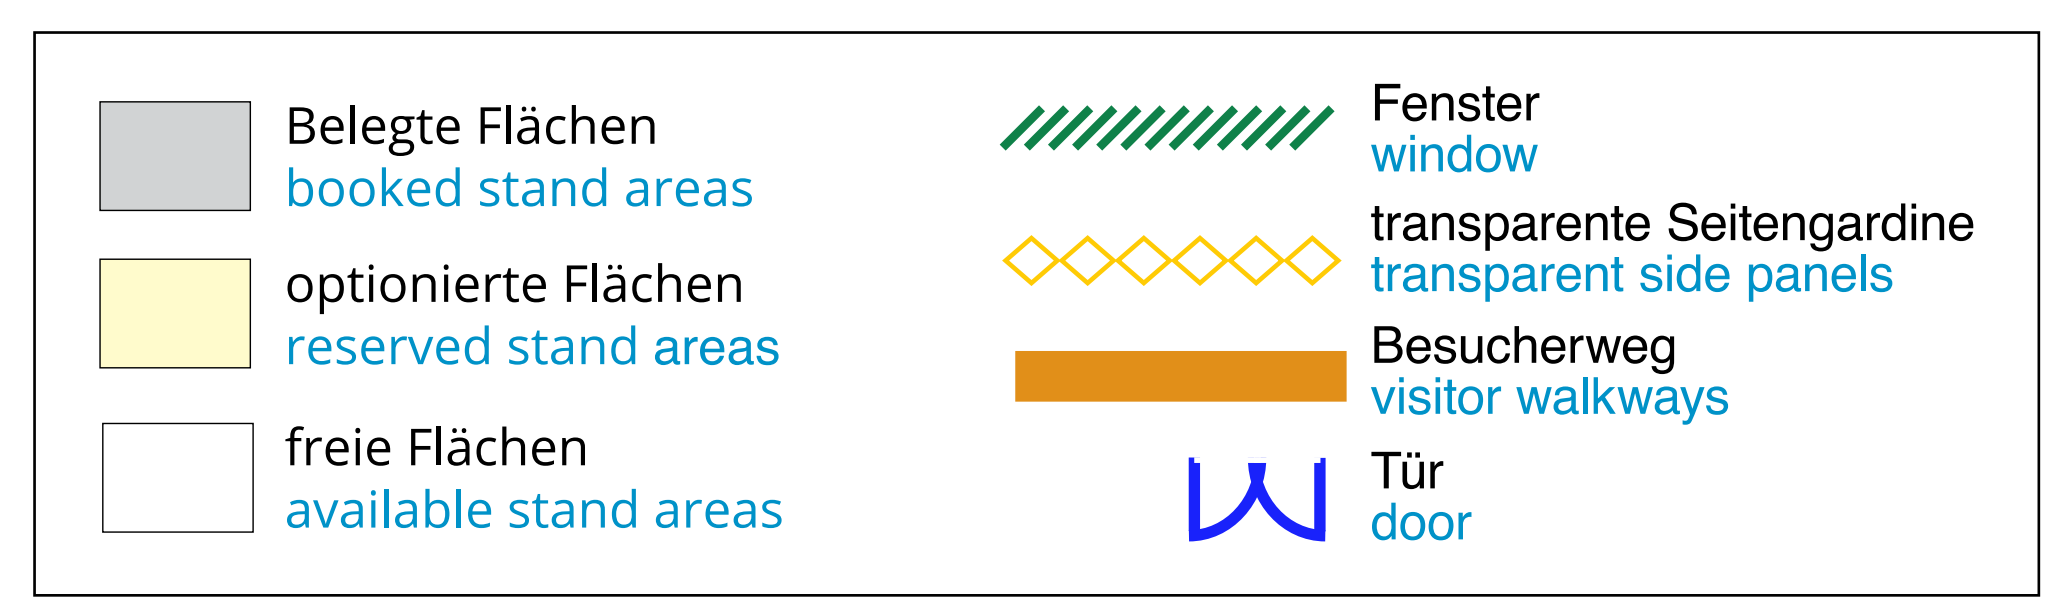 Belegte Flächen
booked stand areas
optionierte Flächen
reserved stand areas
freie Flächen
available stand areas
Fenster
window
transparente Seitengardine
transparent side panels
Besucherweg
visitor walkways
Tür
door